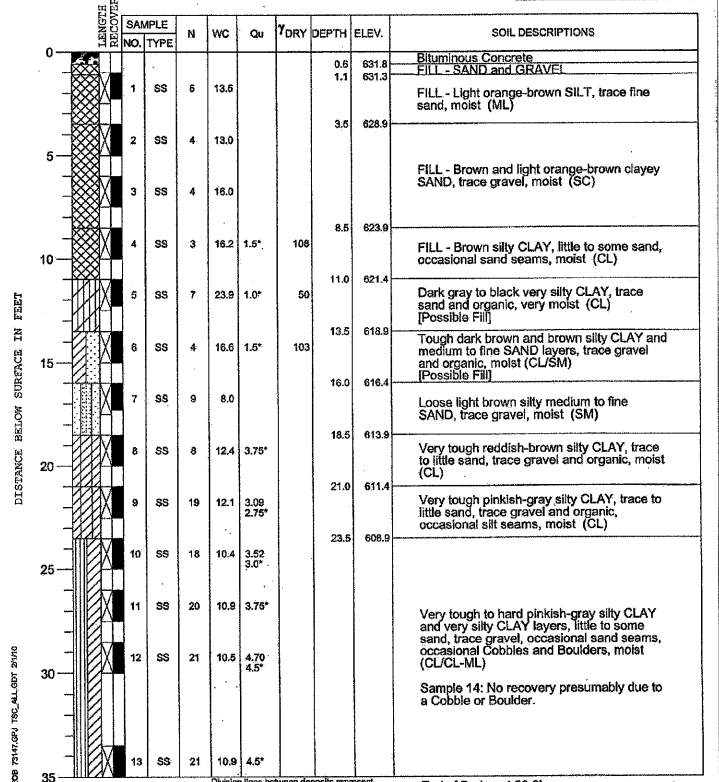 LENGTH
RECOVERY
SAMPLE
NO. TYPE N WC Qu γDRY DEPTH ELEV. SOIL DESCRIPTIONS
0
Bituminous Concrete
0.6 631.8
FILL - SAND and GRAVEL
1.1 631.3
1 SS 5 13.5
FILL - Light orange-brown SILT, trace fine
sand, moist (ML)
3.5 628.9
2 SS 4 13.0
5
FILL - Brown and light orange-brown clayey
SAND, trace gravel, moist (SC)
3 SS 4 16.0
8.5 623.9
4 SS 3 16.2 1.5* 108
FILL - Brown silty CLAY, little to some sand,
occasional sand seams, moist (CL)
10
11.0 621.4
5 SS 7 23.9 1.0* 50
Dark gray to black very silty CLAY, trace
sand and organic, very moist (CL)
[Possible Fill]
13.5 618.9
6 SS 4 16.6 1.5* 103
Tough dark brown and brown silty CLAY and
medium to fine SAND layers, trace gravel
and organic, moist (CL/SM)
[Possible Fill]
15
16.0 616.4
7 SS 9 8.0
Loose light brown silty medium to fine
SAND, trace gravel, moist (SM)
18.5 613.9
8 SS 8 12.4 3.75*
Very tough reddish-brown silty CLAY, trace
to little sand, trace gravel and organic, moist
(CL)
20
21.0 611.4
9 SS 19 12.1 3.09
2.75*
Very tough pinkish-gray silty CLAY, trace to
little sand, trace gravel and organic,
occasional silt seams, moist (CL)
23.5 608.9
10 SS 18 10.4 3.52
3.0*
25
11 SS 20 10.9 3.75*
Very tough to hard pinkish-gray silty CLAY
and very silty CLAY layers, little to some
sand, trace gravel, occasional sand seams,
occasional Cobbles and Boulders, moist
(CL/CL-ML)
12 SS 21 10.5 4.70
4.5*
30
Sample 14: No recovery presumably due to
a Cobble or Boulder.
13 SS 21 10.9 4.5*
35
Division lines between deposits represent
DISTANCE BELOW SURFACE IN FEET
73147.GPJ TSC_ALL.GDT 2/1/10